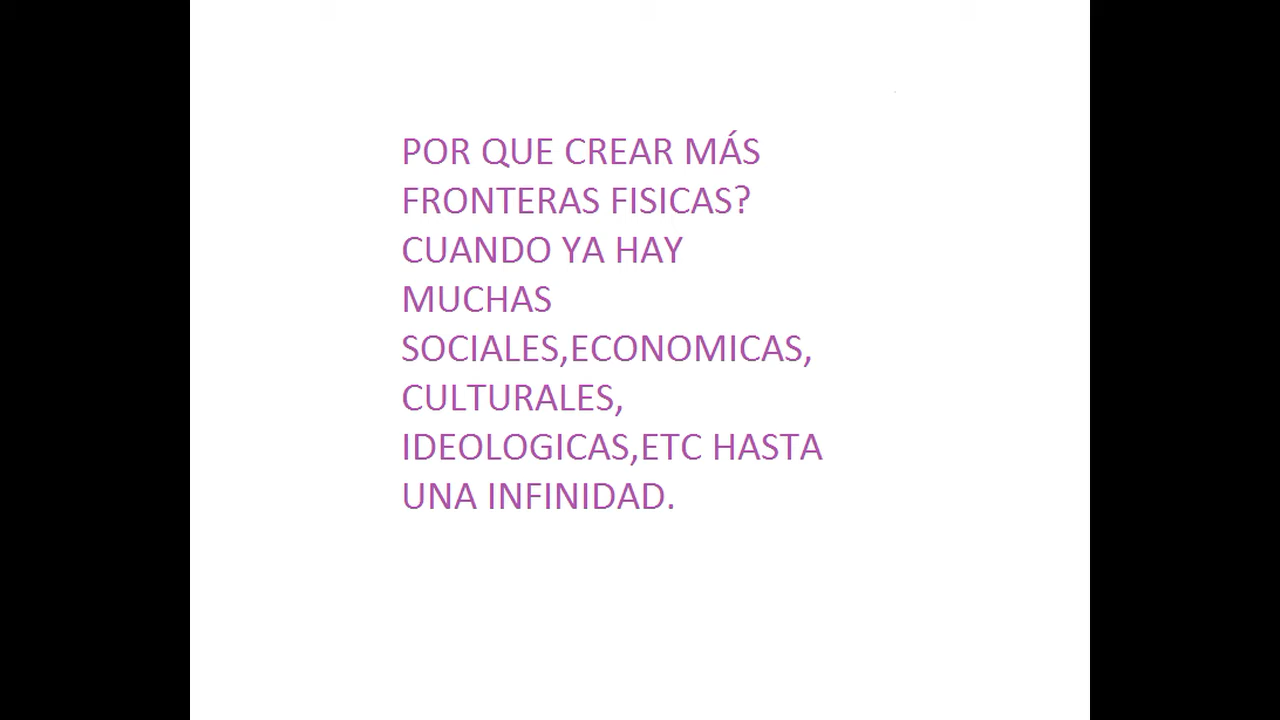 POR QUE CREAR MÁS
FRONTERAS FISICAS?
CUANDO YA HAY
MUCHAS
SOCIALES,ECONOMICAS,
CULTURALES,
IDEOLOGICAS,ETC HASTA
UNA INFINIDAD.